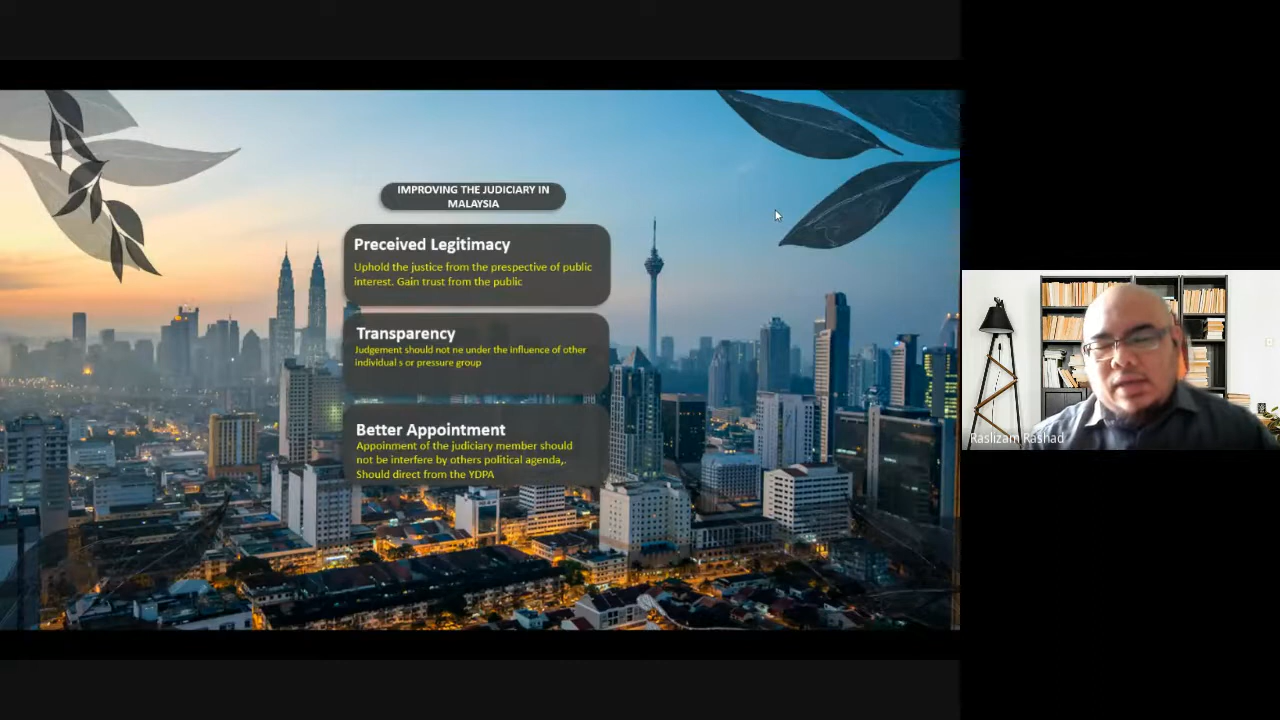 IMPROVING THE JUDICIARY IN
MALAYSIA
Preceived Legitimacy
Uphold the justice from the prespective of public
interest. Gain trust from the public
Transparency
Judgement should not ne under the influence of other
individual s or pressure group
Better Appointment
Appoinment of the judiciary member should
not be interfere by others political agenda,.
Should direct from the YDPA
Raslizam Rashad